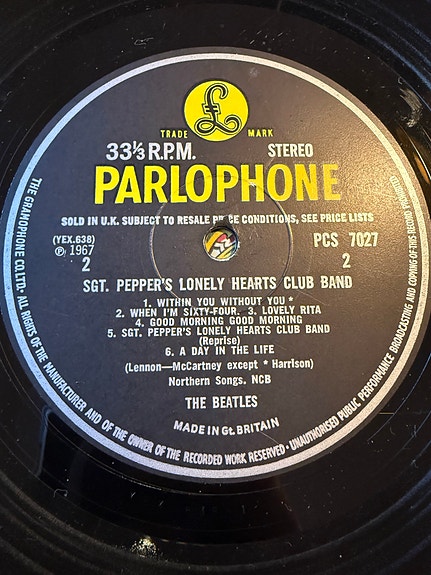 TRADE MARK
33⅓ R.P.M. STEREO
PARLOPHONE
SOLD IN U.K. SUBJECT TO RESALE PRICE CONDITIONS, SEE PRICE LISTS
(YEX.638) PCS 7027
Ⓟ 1967
2 2
SGT. PEPPER'S LONELY HEARTS CLUB BAND
1. WITHIN YOU WITHOUT YOU *
2. WHEN I'M SIXTY-FOUR. 3. LOVELY RITA
4. GOOD MORNING GOOD MORNING
5. SGT. PEPPER'S LONELY HEARTS CLUB BAND
(Reprise)
6. A DAY IN THE LIFE
(Lennon—McCartney except * Harrison)
Northern Songs. NCB
THE BEATLES
MADE IN Gt. BRITAIN
THE GRAMOPHONE CO. LTD. · ALL RIGHTS OF THE MANUFACTURER AND OF THE OWNER OF THE RECORDED WORK RESERVED · UNAUTHORISED PUBLIC PERFORMANCE BROADCASTING AND COPYING OF THIS RECORD PROHIBITED